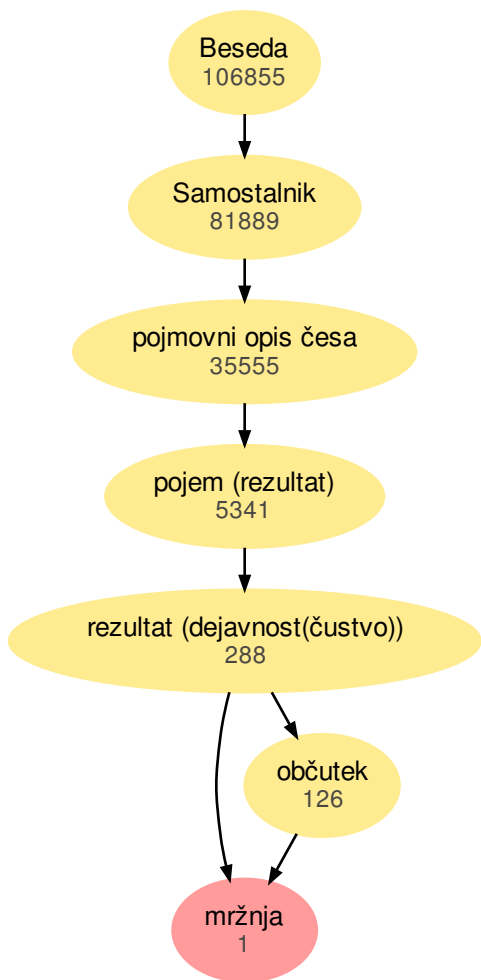 Beseda
106855
Samostalnik
81889
pojmovni opis česa
35555
pojem (rezultat)
5341
rezultat (dejavnost(čustvo))
288
občutek
126
mržnja
1